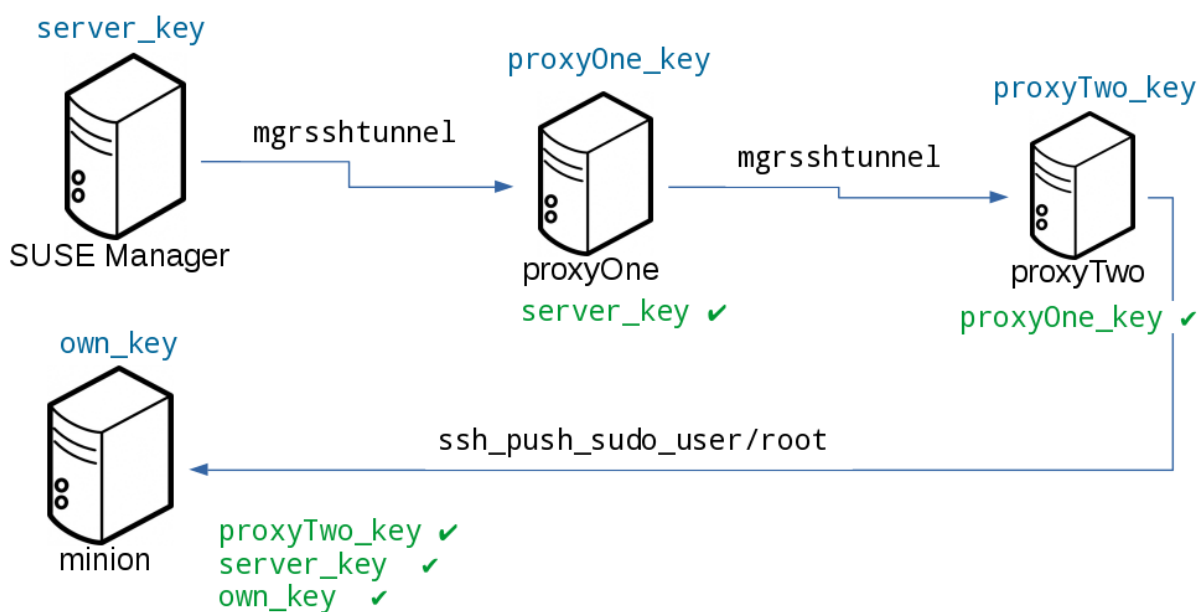 server_key
proxyOne_key
proxyTwo_key
mgrsshtunnel
mgrsshtunnel
SUSE Manager
proxyOne
proxyTwo
server_key ✔
proxyOne_key ✔
own_key
ssh_push_sudo_user/root
minion
proxyTwo_key ✔
server_key ✔
own_key ✔